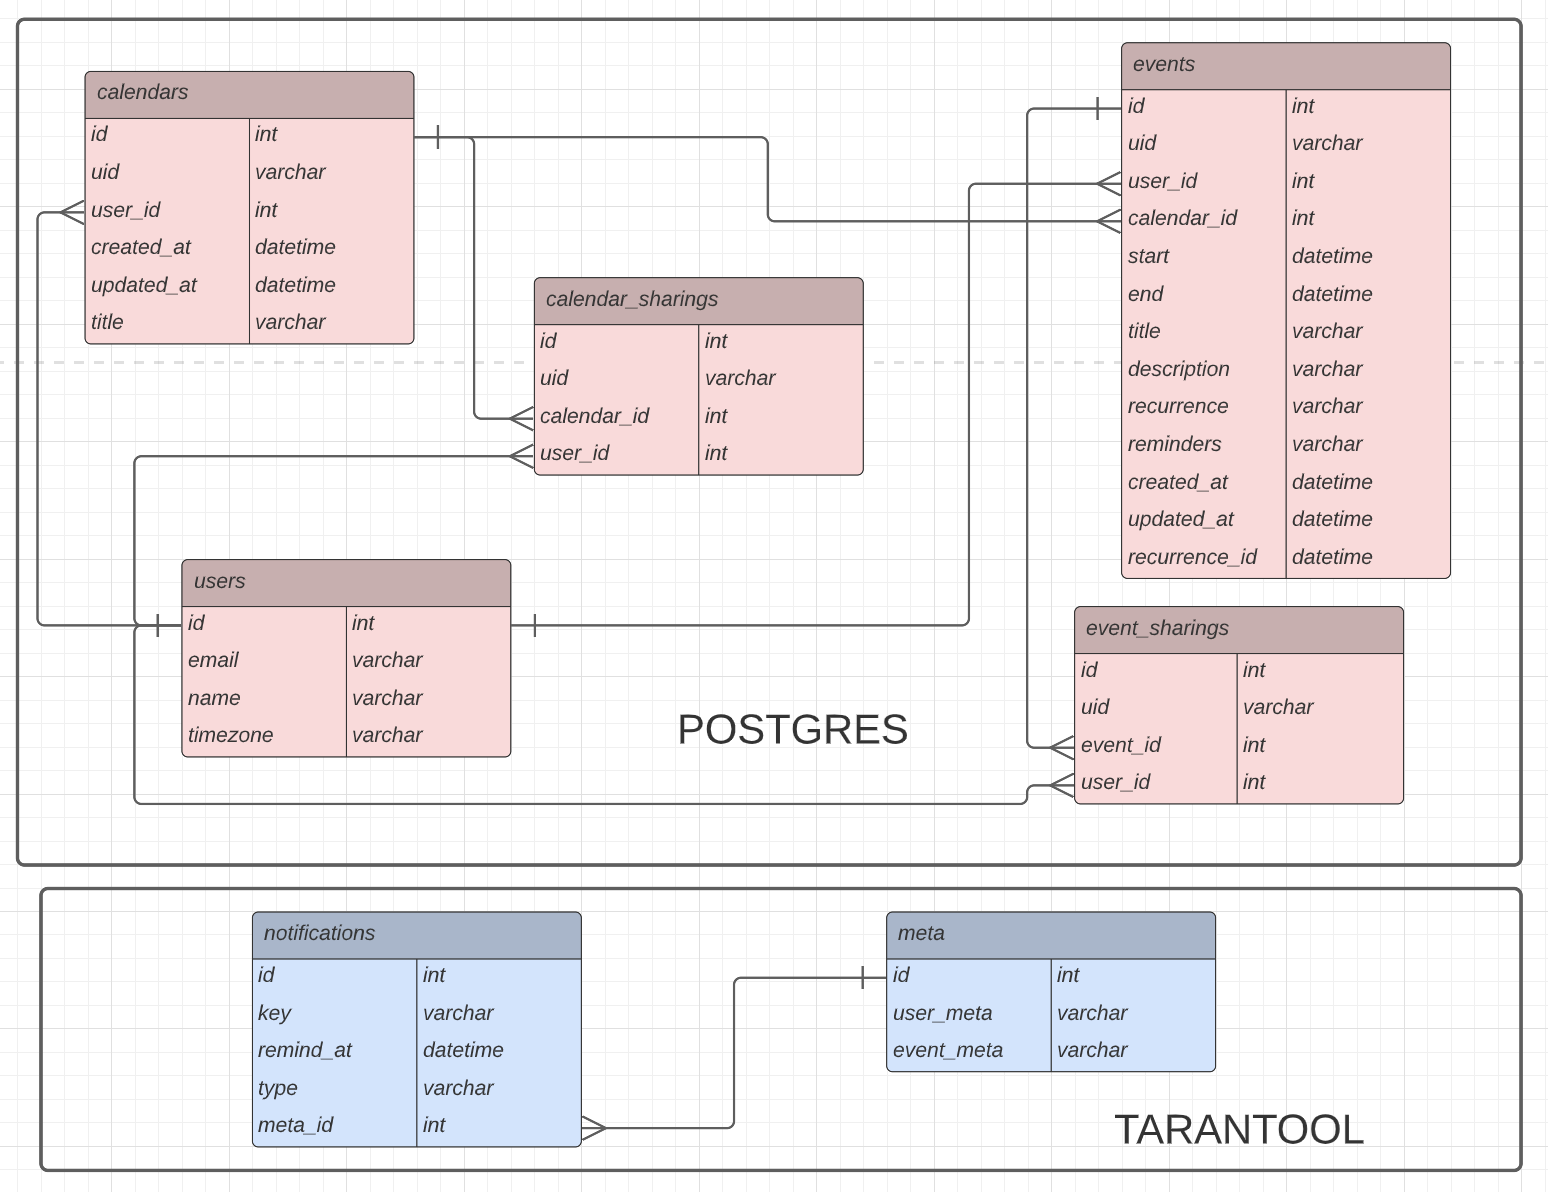 calendars
id int
uid varchar
user_id int
created_at datetime
updated_at datetime
title varchar
events
id int
uid varchar
user_id int
calendar_id int
start datetime
end datetime
title varchar
description varchar
recurrence varchar
reminders varchar
created_at datetime
updated_at datetime
recurrence_id datetime
calendar_sharings
id int
uid varchar
calendar_id int
user_id int
users
id int
email varchar
name varchar
timezone varchar
event_sharings
id int
uid varchar
event_id int
user_id int
POSTGRES
notifications
id int
key varchar
remind_at datetime
type varchar
meta_id int
meta
id int
user_meta varchar
event_meta varchar
TARANTOOL